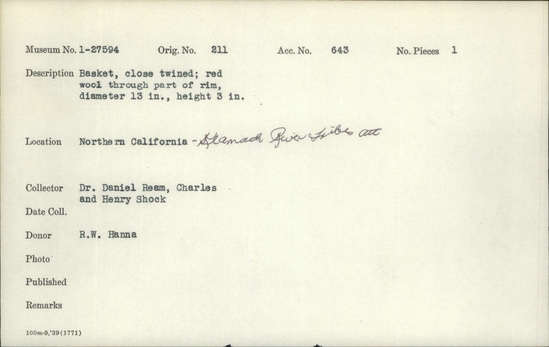 Museum No. 1-27594 Orig. No. 211 Acc. No. 643 No. Pieces 1
Description Basket, close twined; red
wool through part of rim,
diameter 13 in., height 3 in.
Location Northern California - Klamath River Tribes att
Collector Dr. Daniel Ream, Charles
and Henry Shock
Date Coll.
Donor R.W. Hanna
Photo
Published
Remarks
100m-9,'39(1771)